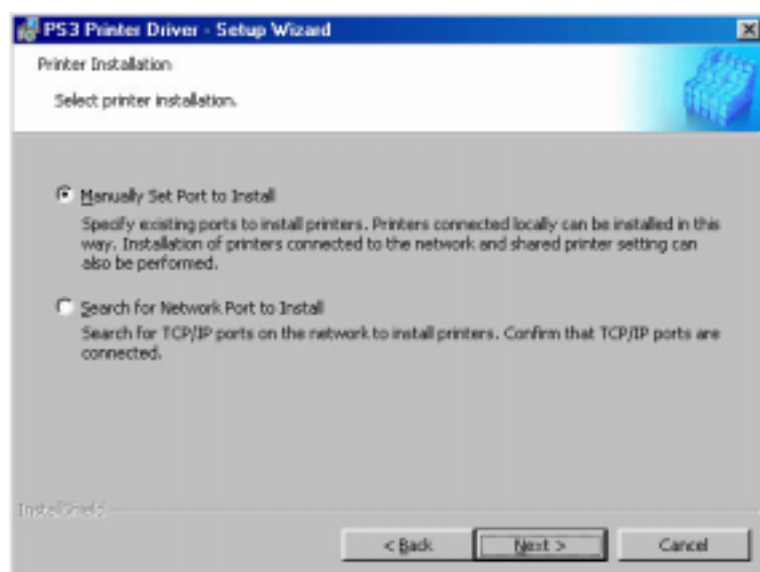 PS3 Printer Driver - Setup Wizard
Printer Installation
Select printer installation.
Manually Set Port to Install
Specify existing ports to install printers. Printers connected locally can be installed in this
way. Installation of printers connected to the network and shared printer setting can
also be performed.
Search for Network Port to Install
Search for TCP/IP ports on the network to install printers. Confirm that TCP/IP ports are
connected.
InstallShield
< Back
Next >
Cancel